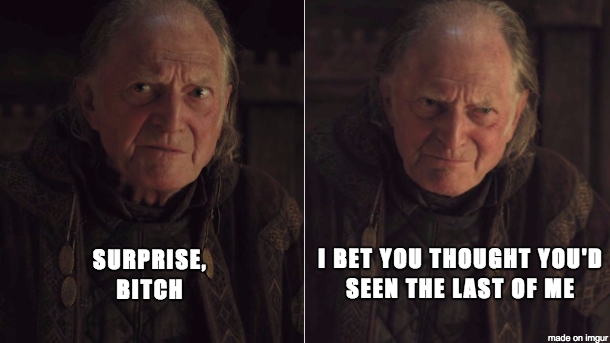 SURPRISE,
BITCH
I BET YOU THOUGHT YOU'D
SEEN THE LAST OF ME
made on imgur